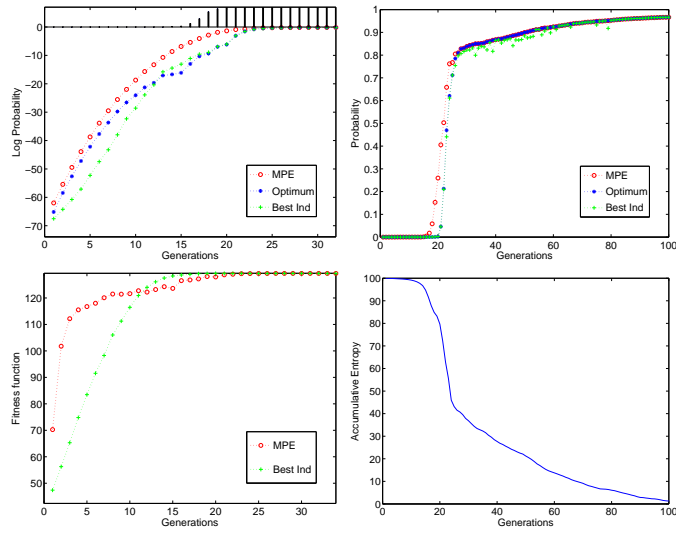 0
-10
-20
-30
-40
-50
-60
-70
Log Probability
0 5 10 15 20 25 30
Generations
MPE
Optimum
Best Ind
1
0.9
0.8
0.7
0.6
0.5
0.4
0.3
0.2
0.1
0
Probability
0 20 40 60 80 100
Generations
MPE
Optimum
Best Ind
120
110
100
90
80
70
60
50
Fitness function
0 5 10 15 20 25 30
Generations
MPE
Best Ind
100
90
80
70
60
50
40
30
20
10
0
Accumulative Entropy
0 20 40 60 80 100
Generations